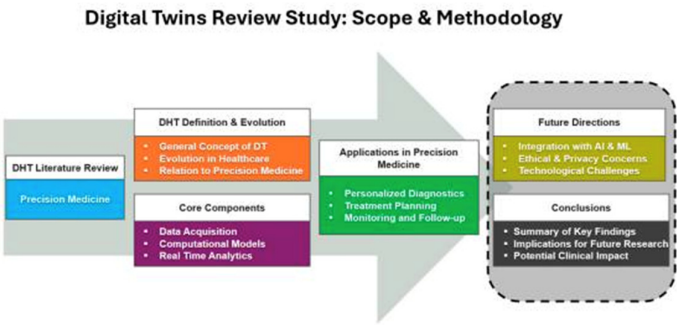 Digital Twins Review Study: Scope & Methodology
DHT Literature Review
Precision Medicine
DHT Definition & Evolution
General Concept of DT
Evolution in Healthcare
Relation to Precision Medicine
Core Components
Data Acquisition
Computational Models
Real Time Analytics
Applications in Precision
Medicine
Personalized Diagnostics
Treatment Planning
Monitoring and Follow-up
Future Directions
Integration with AI & ML
Ethical & Privacy Concerns
Technological Challenges
Conclusions
Summary of Key Findings
Implications for Future Research
Potential Clinical Impact